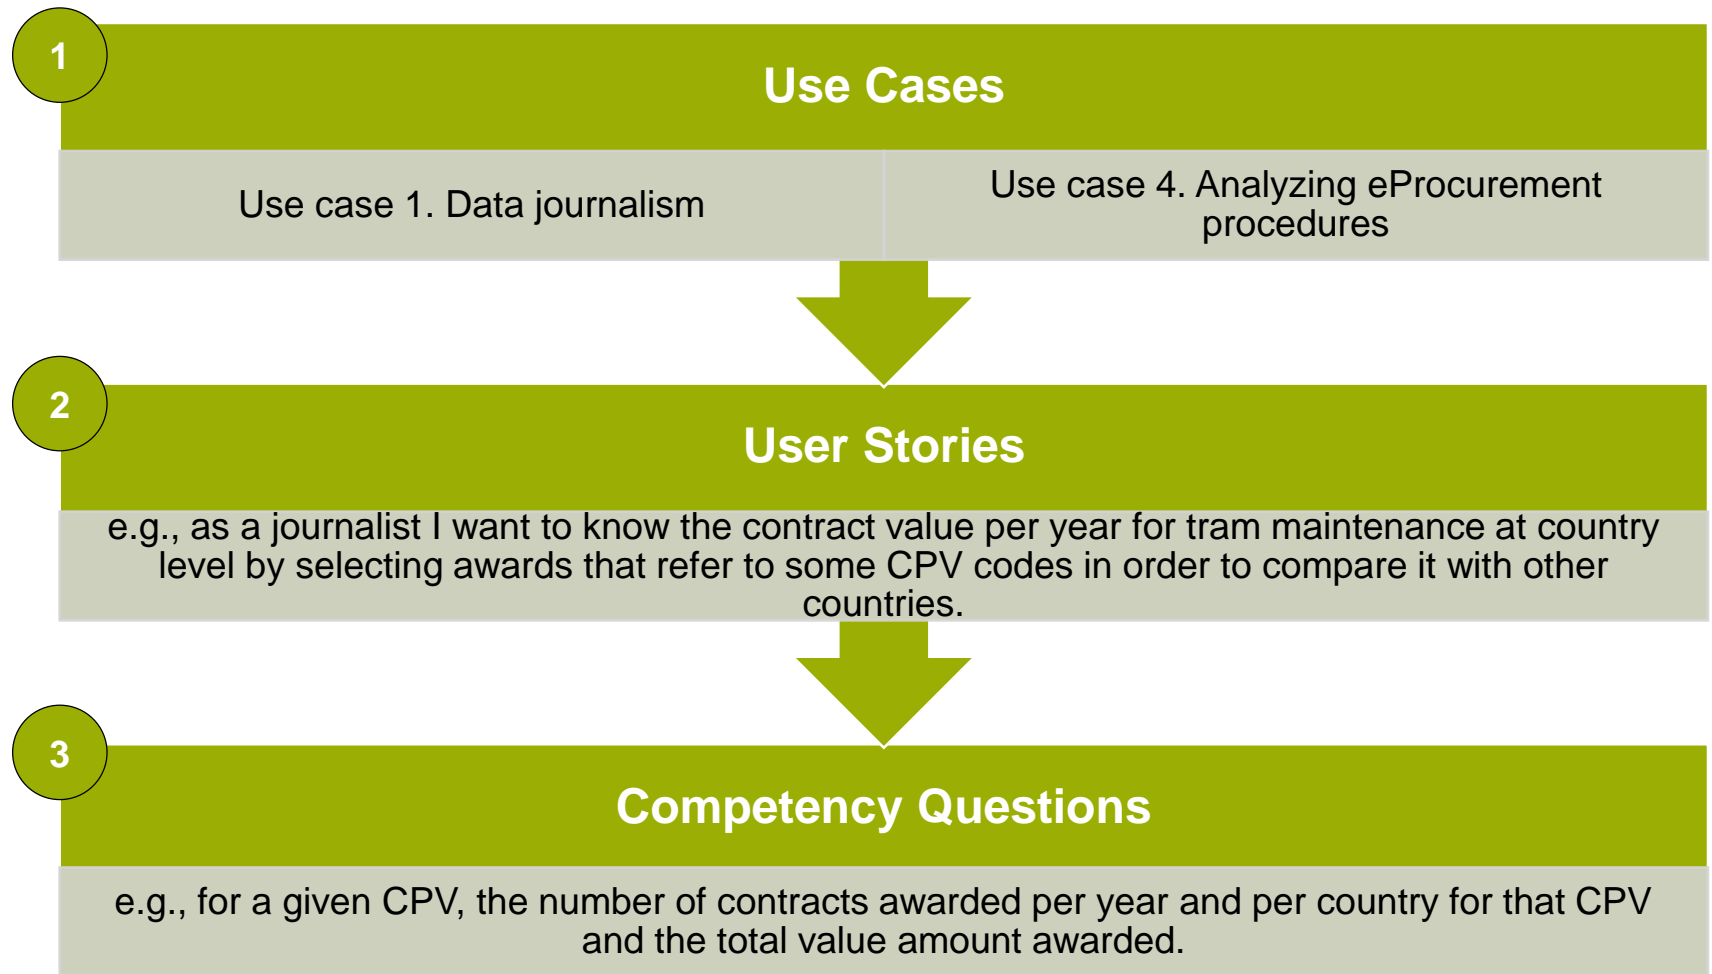 1
Use Cases
Use case 1. Data journalism
Use case 4. Analyzing eProcurement
procedures
2
User Stories
e.g., as a journalist I want to know the contract value per year for tram maintenance at country
level by selecting awards that refer to some CPV codes in order to compare it with other
countries.
3
Competency Questions
e.g., for a given CPV, the number of contracts awarded per year and per country for that CPV
and the total value amount awarded.